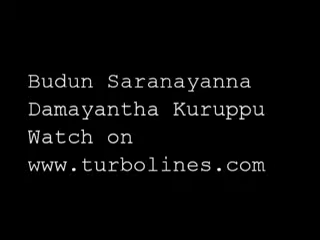 Budun Saranayanna
Damayantha Kuruppu
Watch on
www.turbolines.com